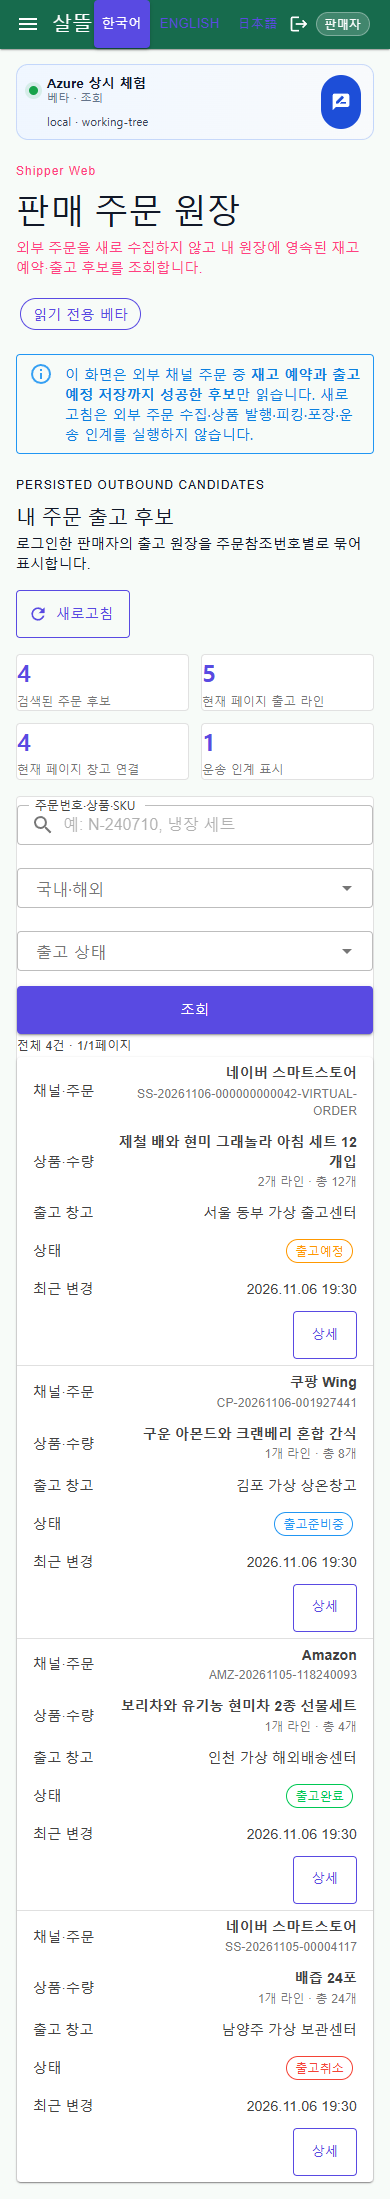 살뜰
한국어
ENGLISH
日本語
판매자
Azure 상시 체험
베타 · 조회
local · working-tree
Shipper Web
판매 주문 원장
외부 주문을 새로 수집하지 않고 내 원장에 영속된 재고
예약·출고 후보를 조회합니다.
읽기 전용 베타
이 화면은 외부 채널 주문 중 재고 예약과 출고
예정 저장까지 성공한 후보만 읽습니다. 새로
고침은 외부 주문 수집·상품 발행·피킹·포장·운
송 인계를 실행하지 않습니다.
PERSISTED OUTBOUND CANDIDATES
내 주문 출고 후보
로그인한 판매자의 출고 원장을 주문참조번호별로 묶어
표시합니다.
새로고침
4
검색된 주문 후보
5
현재 페이지 출고 라인
4
현재 페이지 창고 연결
1
운송 인계 표시
주문번호·상품·SKU
예: N-240710, 냉장 세트
국내·해외
출고 상태
조회
전체 4건 · 1/1페이지
채널·주문
네이버 스마트스토어
SS-20261106-000000000042-VIRTUAL-
ORDER
상품·수량
제철 배와 현미 그래놀라 아침 세트 12
개입
2개 라인 · 총 12개
출고 창고
서울 동부 가상 출고센터
상태
출고예정
최근 변경
2026.11.06 19:30
상세
채널·주문
쿠팡 Wing
CP-20261106-001927441
상품·수량
구운 아몬드와 크랜베리 혼합 간식
1개 라인 · 총 8개
출고 창고
김포 가상 상온창고
상태
출고준비중
최근 변경
2026.11.06 19:30
상세
채널·주문
Amazon
AMZ-20261105-118240093
상품·수량
보리차와 유기농 현미차 2종 선물세트
1개 라인 · 총 4개
출고 창고
인천 가상 해외배송센터
상태
출고완료
최근 변경
2026.11.06 19:30
상세
채널·주문
네이버 스마트스토어
SS-20261105-00004117
상품·수량
배즙 24포
1개 라인 · 총 24개
출고 창고
남양주 가상 보관센터
상태
출고취소
최근 변경
2026.11.06 19:30
상세